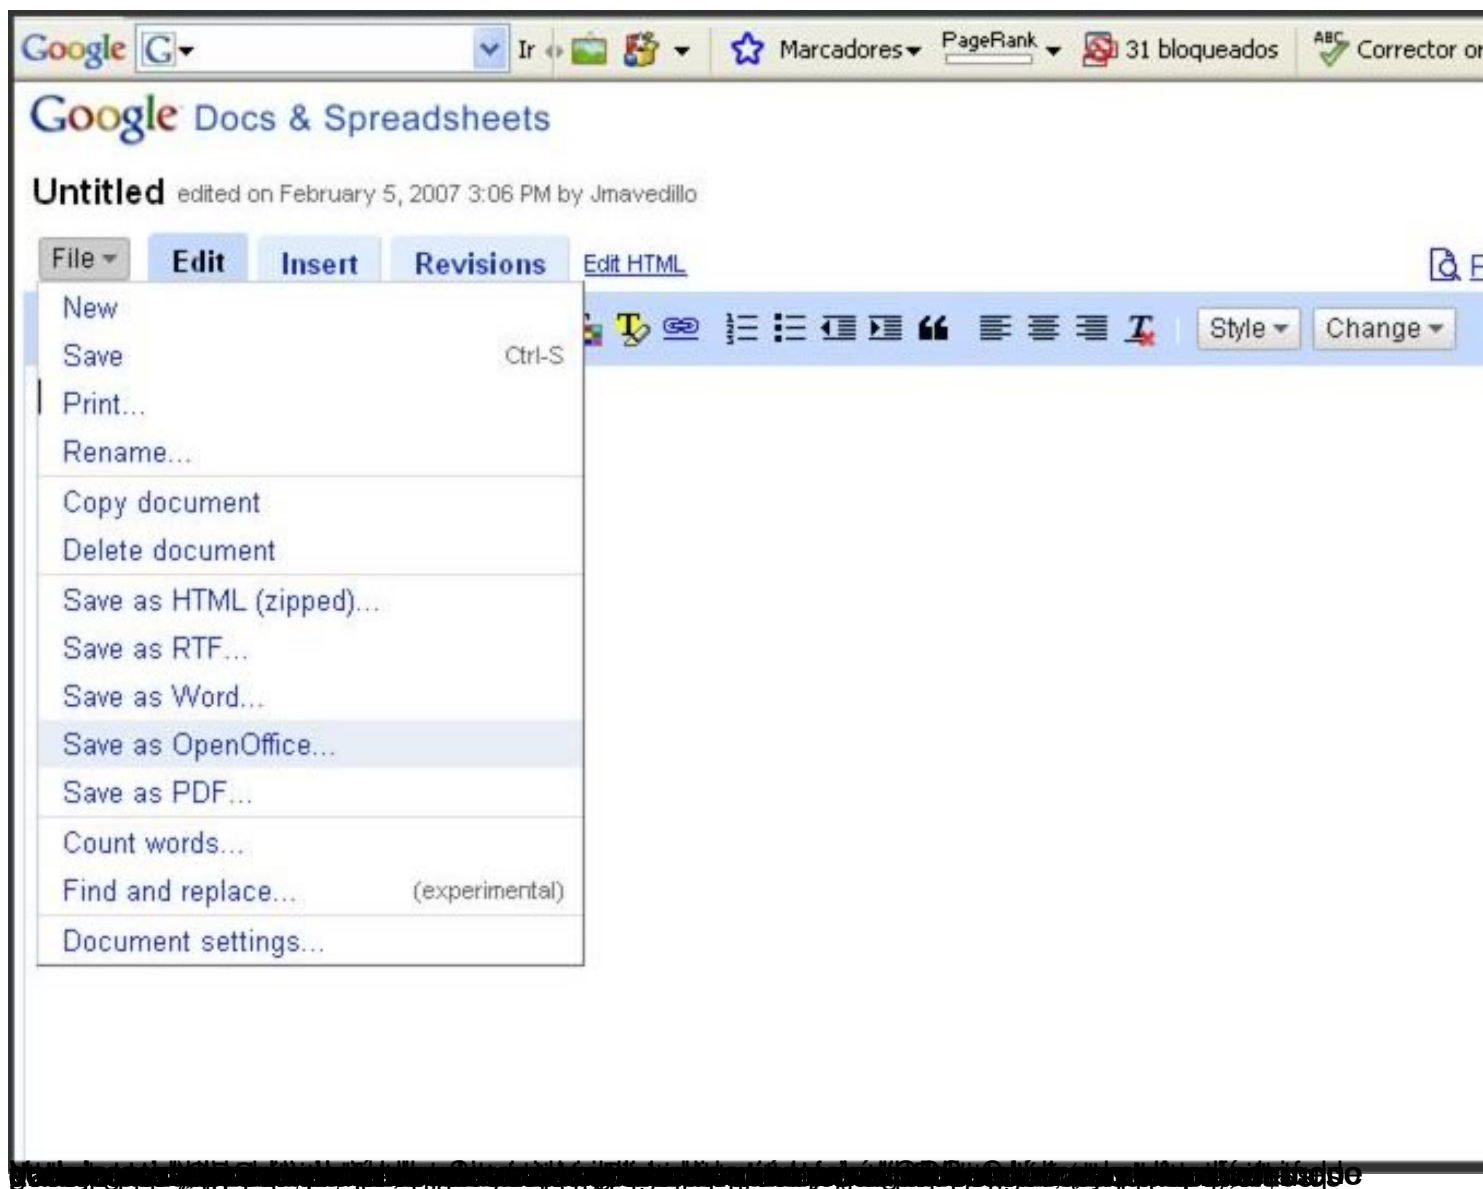 Google G Ir Marcadores PageRank 31 bloqueados ABC Corrector
Google Docs & Spreadsheets
Untitled edited on February 5, 2007 3:06 PM by Jmavedillo
File Edit Insert Revisions Edit HTML
New
Save Ctrl-S
Style Change
Print...
Rename...
Copy document
Delete document
Save as HTML (zipped)...
Save as RTF...
Save as Word...
Save as OpenOffice...
Save as PDF...
Count words...
Find and replace... (experimental)
Document settings...